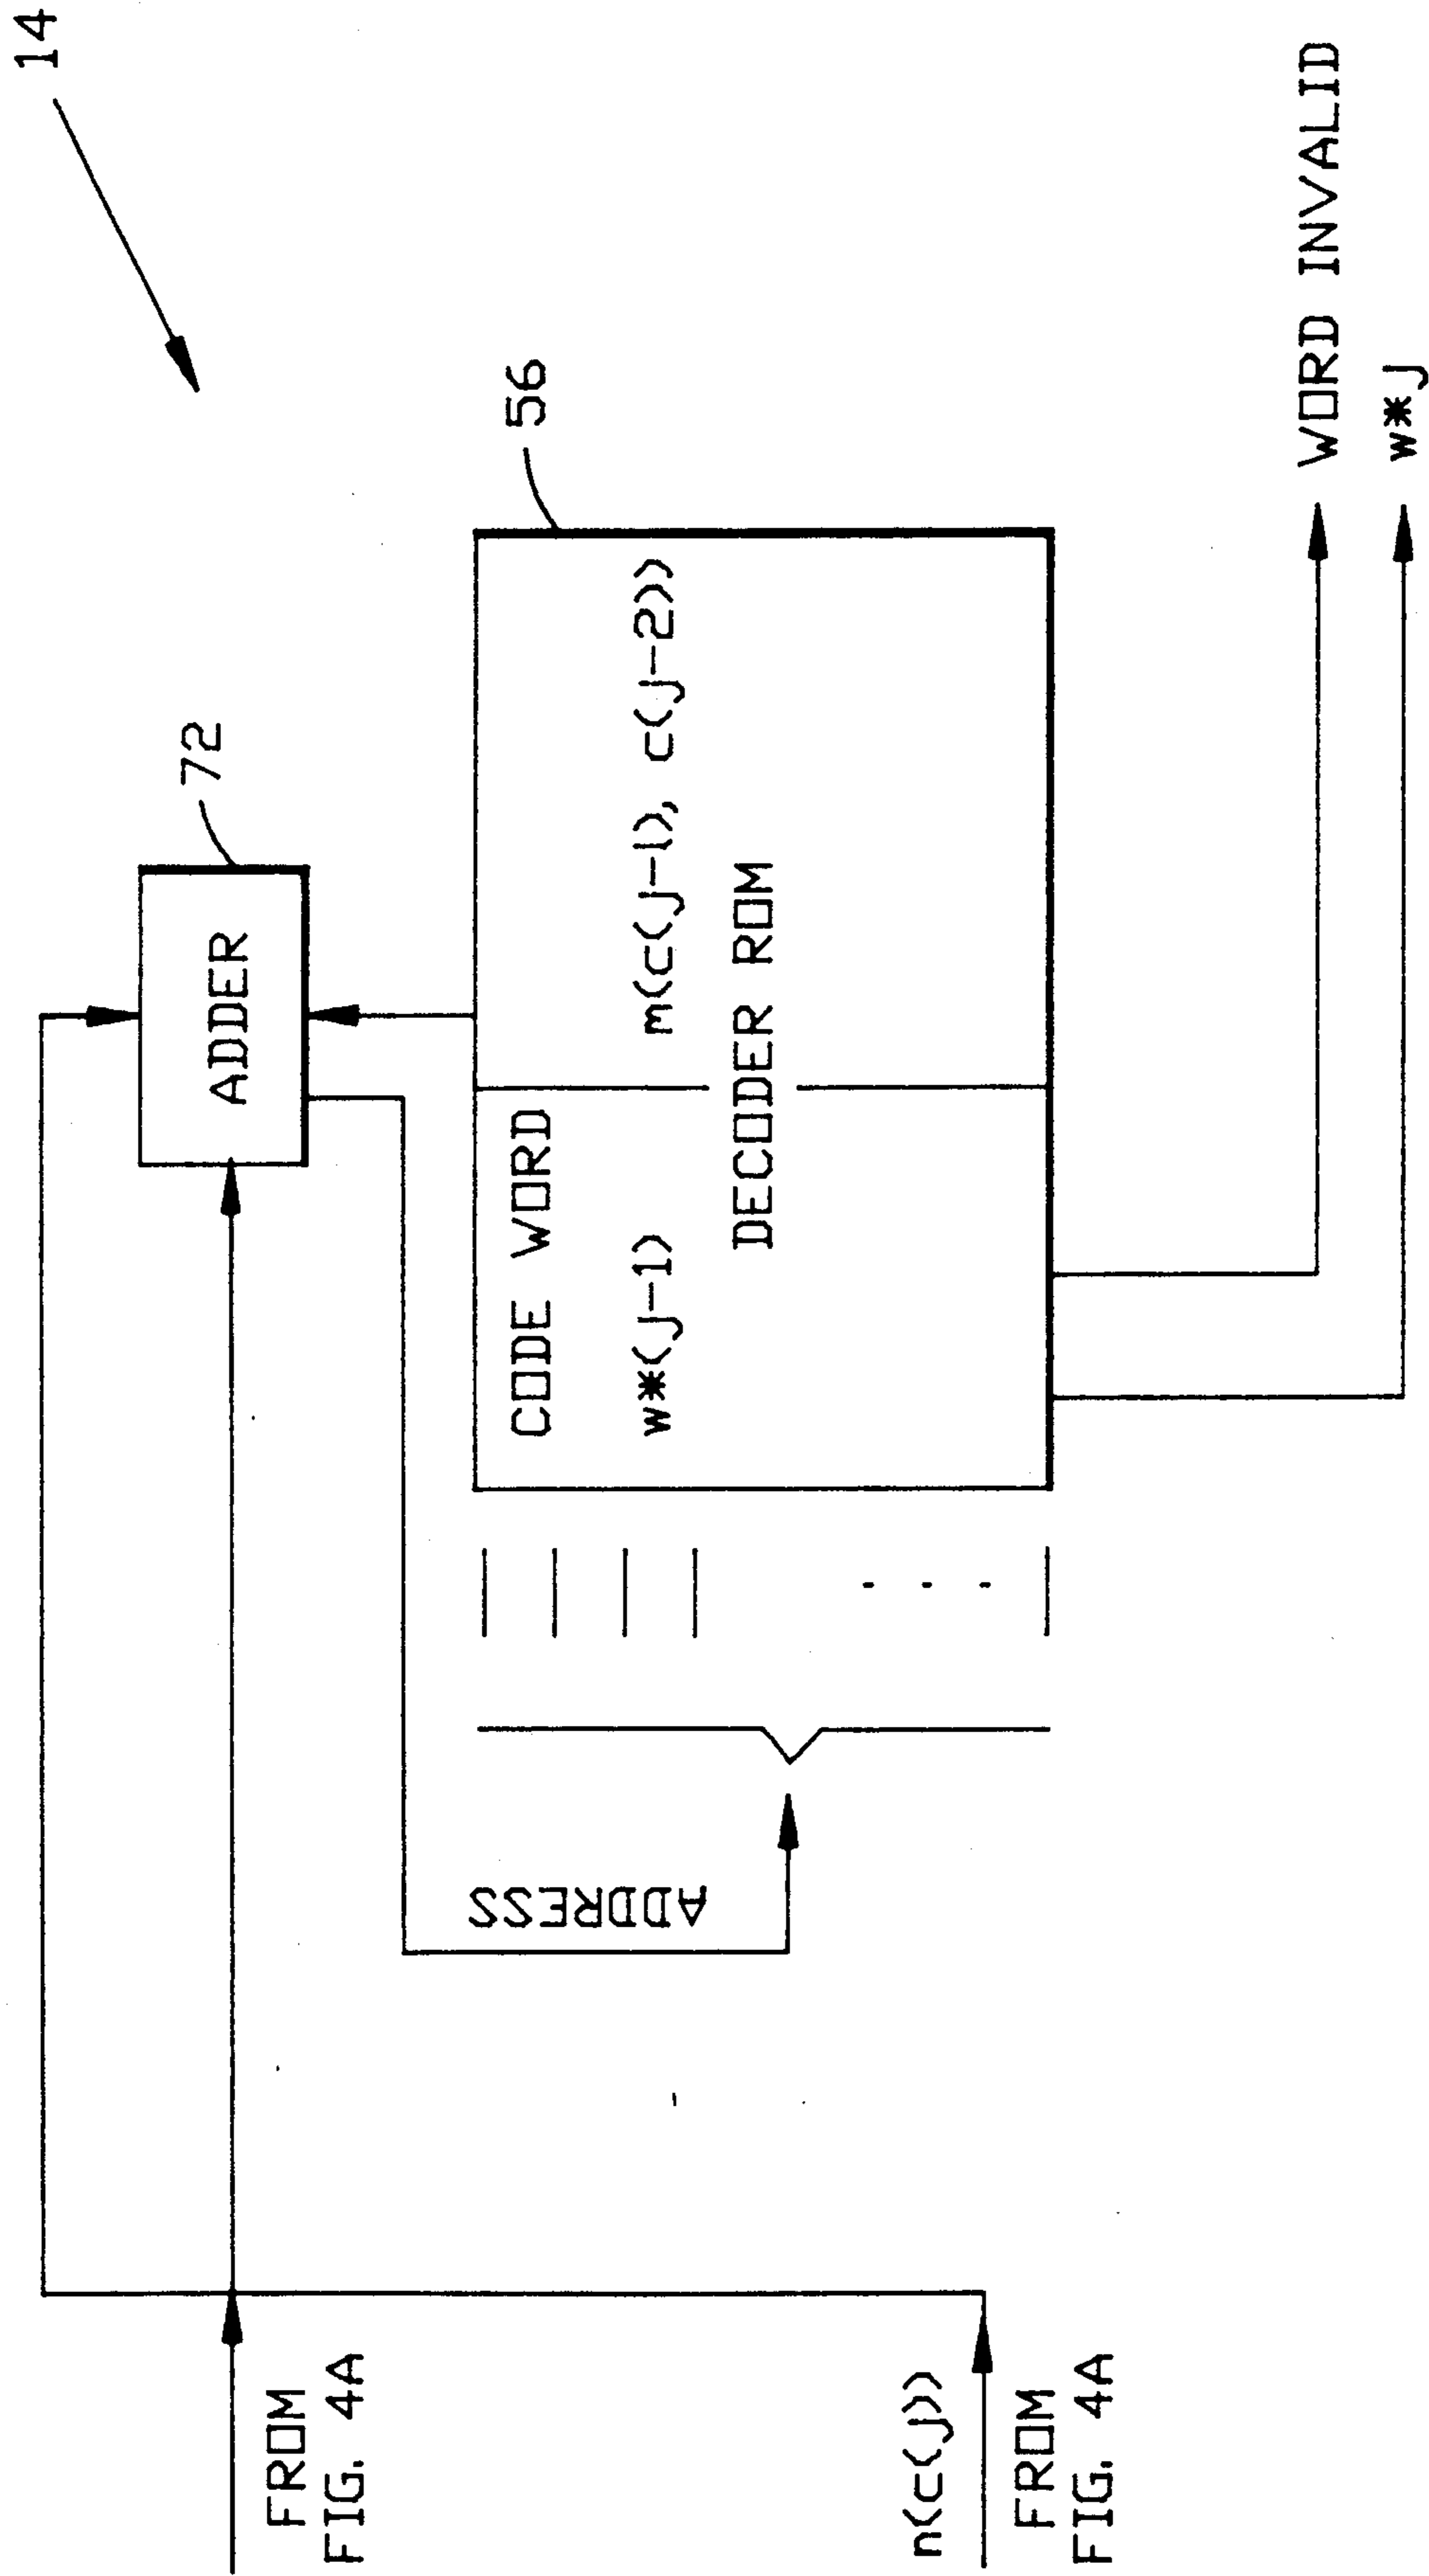 14
72
ADDER
56
CODE WORD
w*(j-1)
m(c(j-1), c(j-2))
DECODER ROM
ADDRESS
FROM
FIG. 4A
n(c(j))
FROM
FIG. 4A
WORD INVALID
w*j